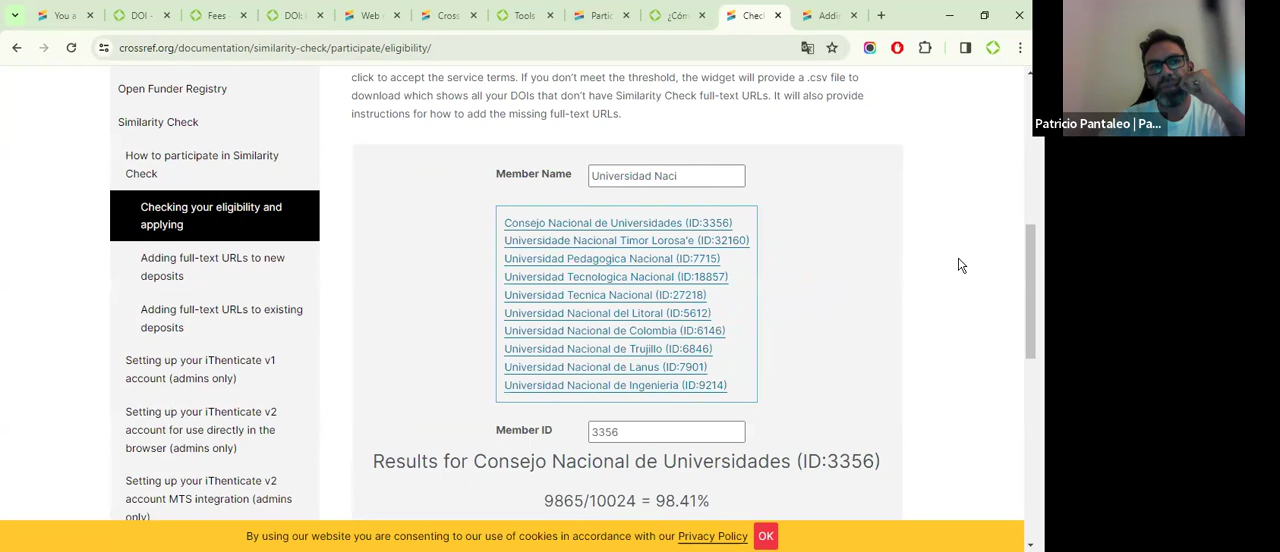 You a
DOI -
Fees
DOI:
Web
Cross
Tools
Partic
¿Cóm
Chec
Addi
crossref.org/documentation/similarity-check/participate/eligibility/
Patricio Pantaleo | Pa...
Open Funder Registry
Similarity Check
How to participate in Similarity
Check
Checking your eligibility and
applying
Adding full-text URLs to new
deposits
Adding full-text URLs to existing
deposits
Setting up your iThenticate v1
account (admins only)
Setting up your iThenticate v2
account for use directly in the
browser (admins only)
Setting up your iThenticate v2
account MTS integration (admins
only)
click to accept the service terms. If you don't meet the threshold, the widget will provide a .csv file to
download which shows all your DOIs that don't have Similarity Check full-text URLs. It will also provide
instructions for how to add the missing full-text URLs.
Member Name Universidad Naci
Consejo Nacional de Universidades (ID:3356)
Universidade Nacional Timor Lorosa'e (ID:32160)
Universidad Pedagogica Nacional (ID:7715)
Universidad Tecnologica Nacional (ID:18857)
Universidad Tecnica Nacional (ID:27218)
Universidad Nacional del Litoral (ID:5612)
Universidad Nacional de Colombia (ID:6146)
Universidad Nacional de Trujillo (ID:6846)
Universidad Nacional de Lanus (ID:7901)
Universidad Nacional de Ingenieria (ID:9214)
Member ID 3356
Results for Consejo Nacional de Universidades (ID:3356)
9865/10024 = 98.41%
By using our website you are consenting to our use of cookies in accordance with our Privacy Policy OK